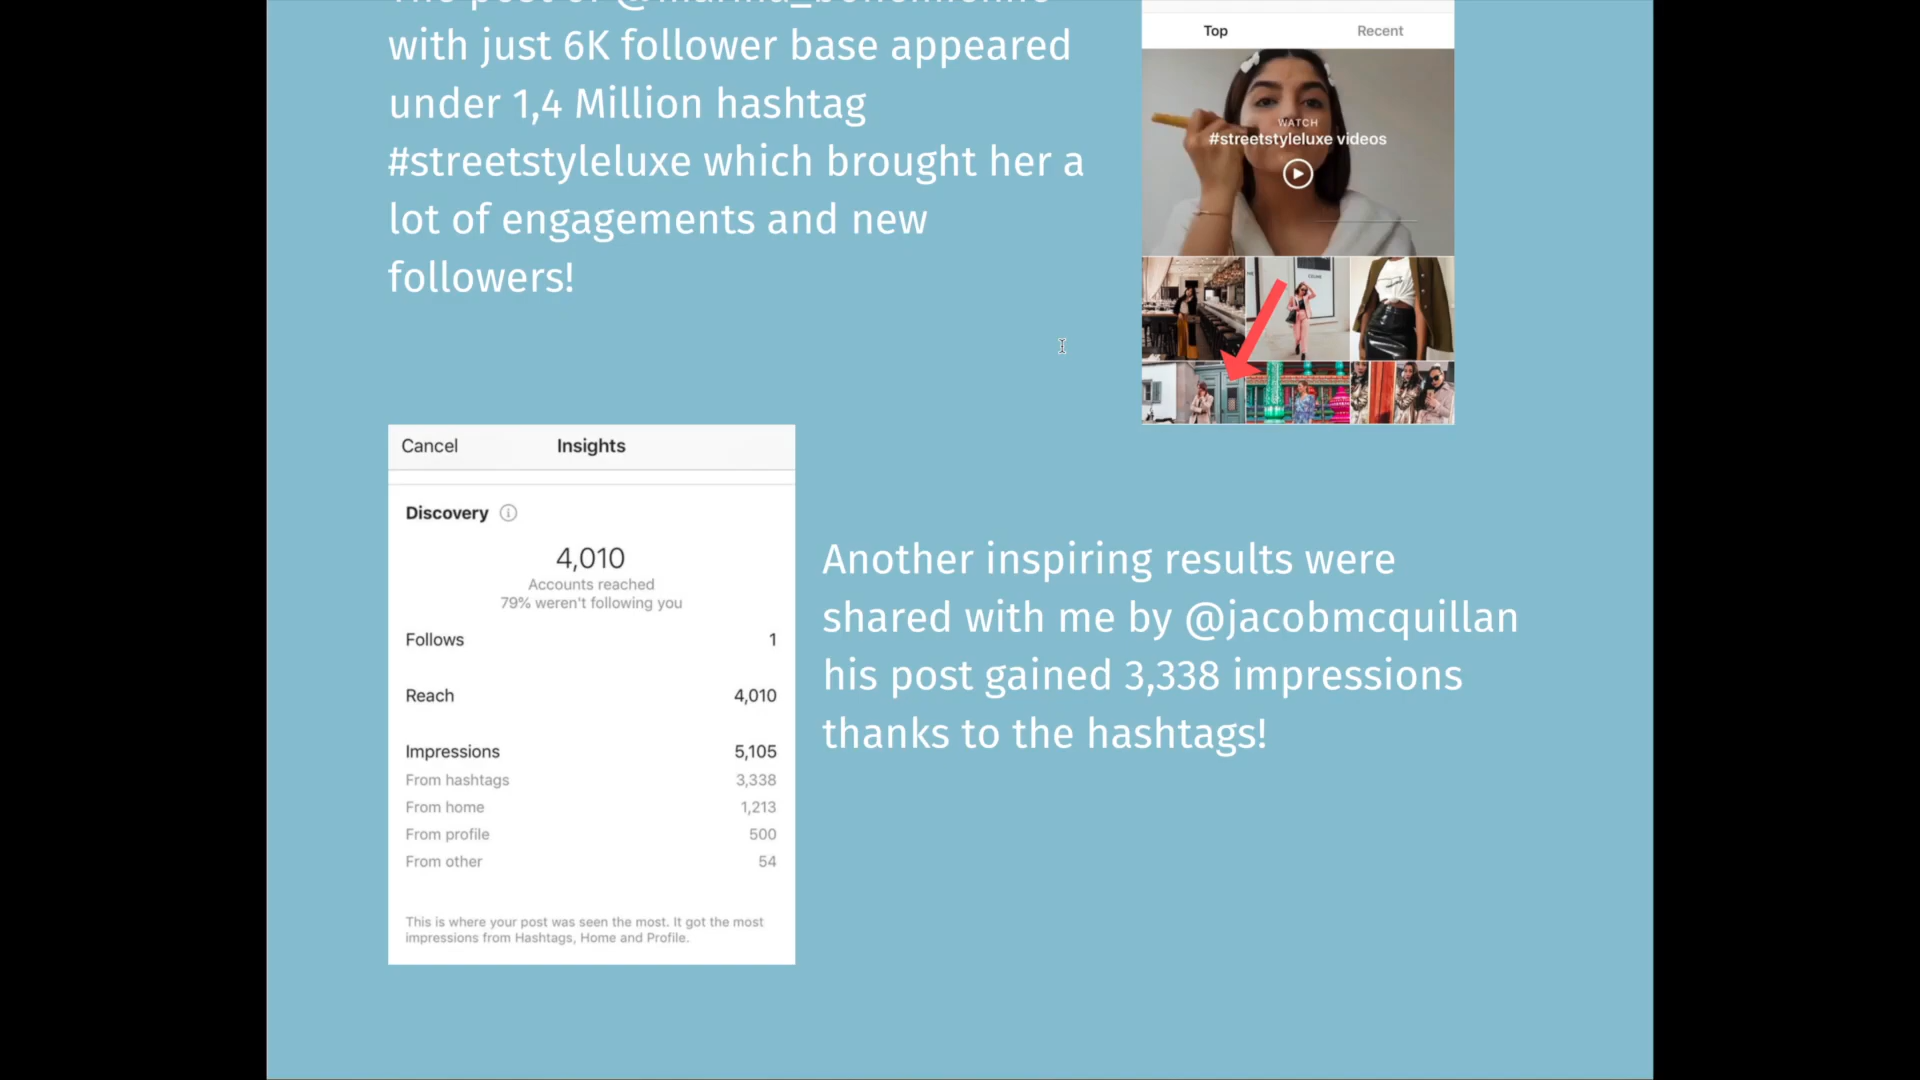 with just 6K follower base appeared
under 1,4 Million hashtag
#streetstyleluxe which brought her a
lot of engagements and new
followers!
Top
Recent
WATCH
#streetstyleluxe videos
Cancel
Insights
Discovery
4,010
Accounts reached
79% weren't following you
Follows 1
Reach 4,010
Impressions 5,105
From hashtags 3,338
From home 1,213
From profile 500
From other 54
This is where your post was seen the most. It got the most
impressions from Hashtags, Home and Profile.
Another inspiring results were
shared with me by @jacobmcquillan
his post gained 3,338 impressions
thanks to the hashtags!